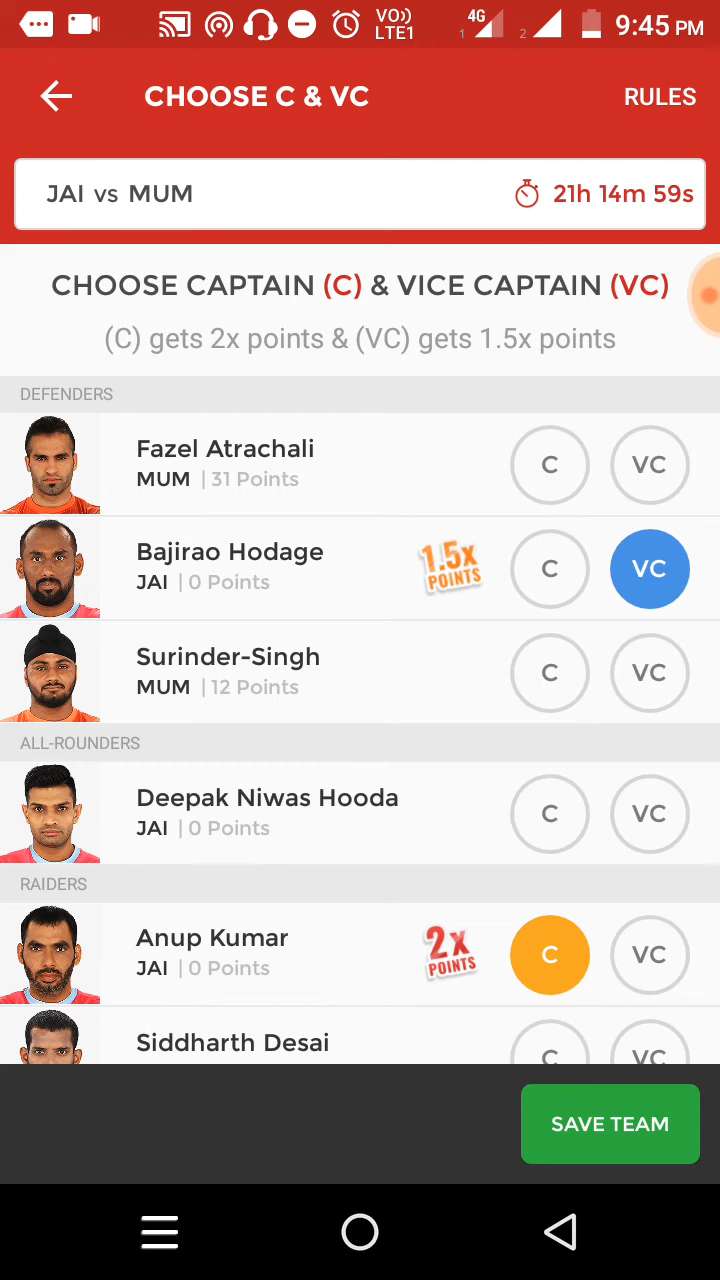 VO))
LTE1
4G
1
2
9:45 PM
CHOOSE C & VC
RULES
JAI vs MUM
21h 14m 59s
CHOOSE CAPTAIN (C) & VICE CAPTAIN (VC)
(C) gets 2x points & (VC) gets 1.5x points
DEFENDERS
Fazel Atrachali
MUM | 31 Points
C
VC
Bajirao Hodage
JAI | 0 Points
1.5x
POINTS
C
VC
Surinder-Singh
MUM | 12 Points
C
VC
ALL-ROUNDERS
Deepak Niwas Hooda
JAI | 0 Points
C
VC
RAIDERS
Anup Kumar
JAI | 0 Points
2x
POINTS
C
VC
Siddharth Desai
C
VC
SAVE TEAM